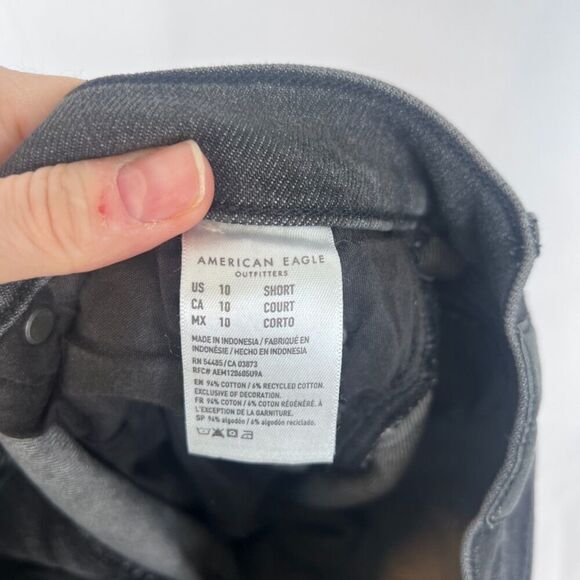 AMERICAN EAGLE
OUTFITTERS
US 10 SHORT
CA 10 COURT
MX 10 CORTO
MADE IN INDONESIA / FABRIQUÉ EN
INDONÉSIE / HECHO EN INDONESIA
RN 54485/CA 03873
RFC# AEM120605U9A
EN 94% COTTON / 6% RECYCLED COTTON.
EXCLUSIVE OF DECORATION.
FR 94% COTON / 6% COTON RÉGÉNÉRÉ. À
L'EXCEPTION DE LA GARNITURE.
SP 94% algodón / 6% algodón reciclado.